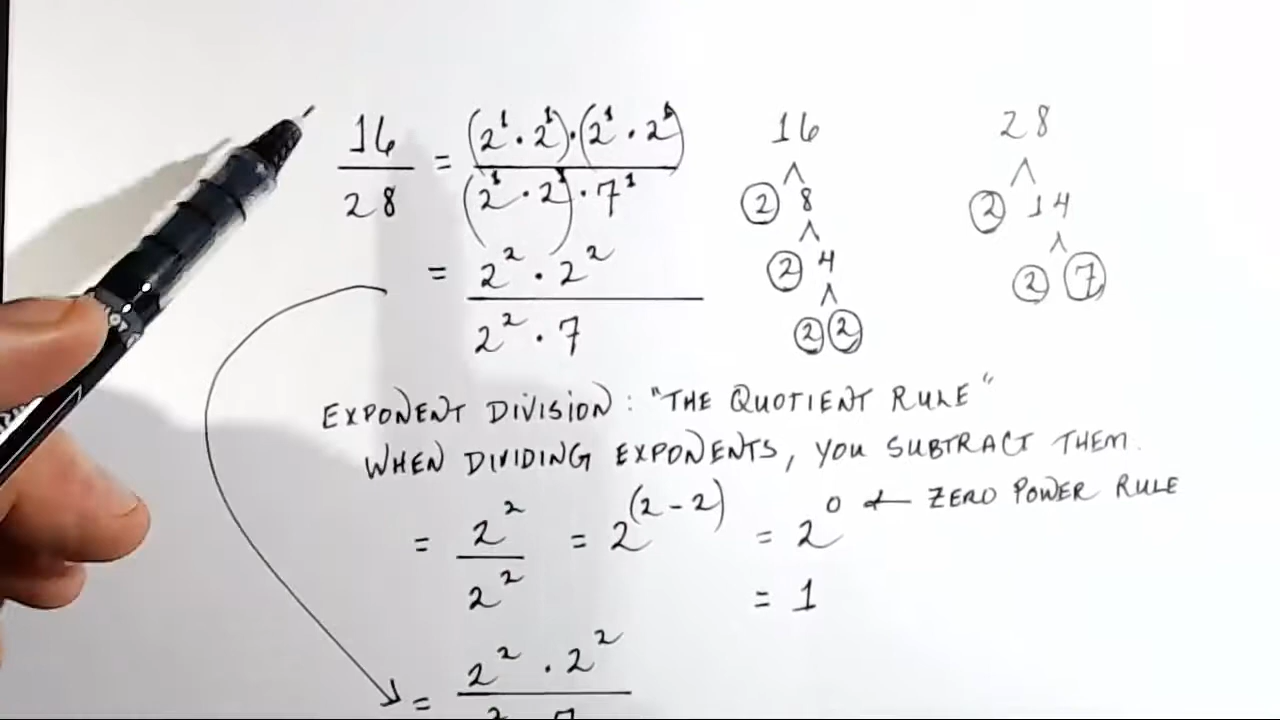 16/28 = (2¹ · 2¹) · (2¹ · 2¹) / (2¹ · 2¹) · 7¹
= 2² · 2² / 2² · 7
16
2 8
2 4
2 2
28
2 14
2 7
EXPONENT DIVISION: "THE QUOTIENT RULE"
WHEN DIVIDING EXPONENTS, YOU SUBTRACT THEM.
= 2² / 2² = 2^(2-2) = 2⁰ ← ZERO POWER RULE
= 1
= 2² · 2²